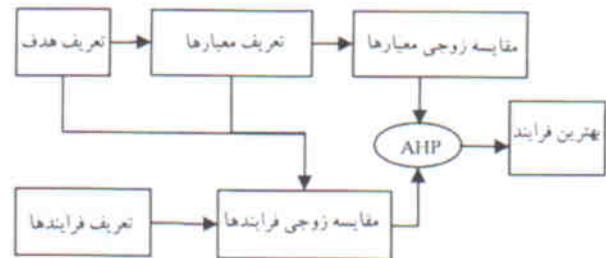 تعریف هدف
تعریف معیارها
مقایسه زوجی معیارها
AHP
بهترین فرایند
تعریف فرایندها
مقایسه زوجی فرایندها